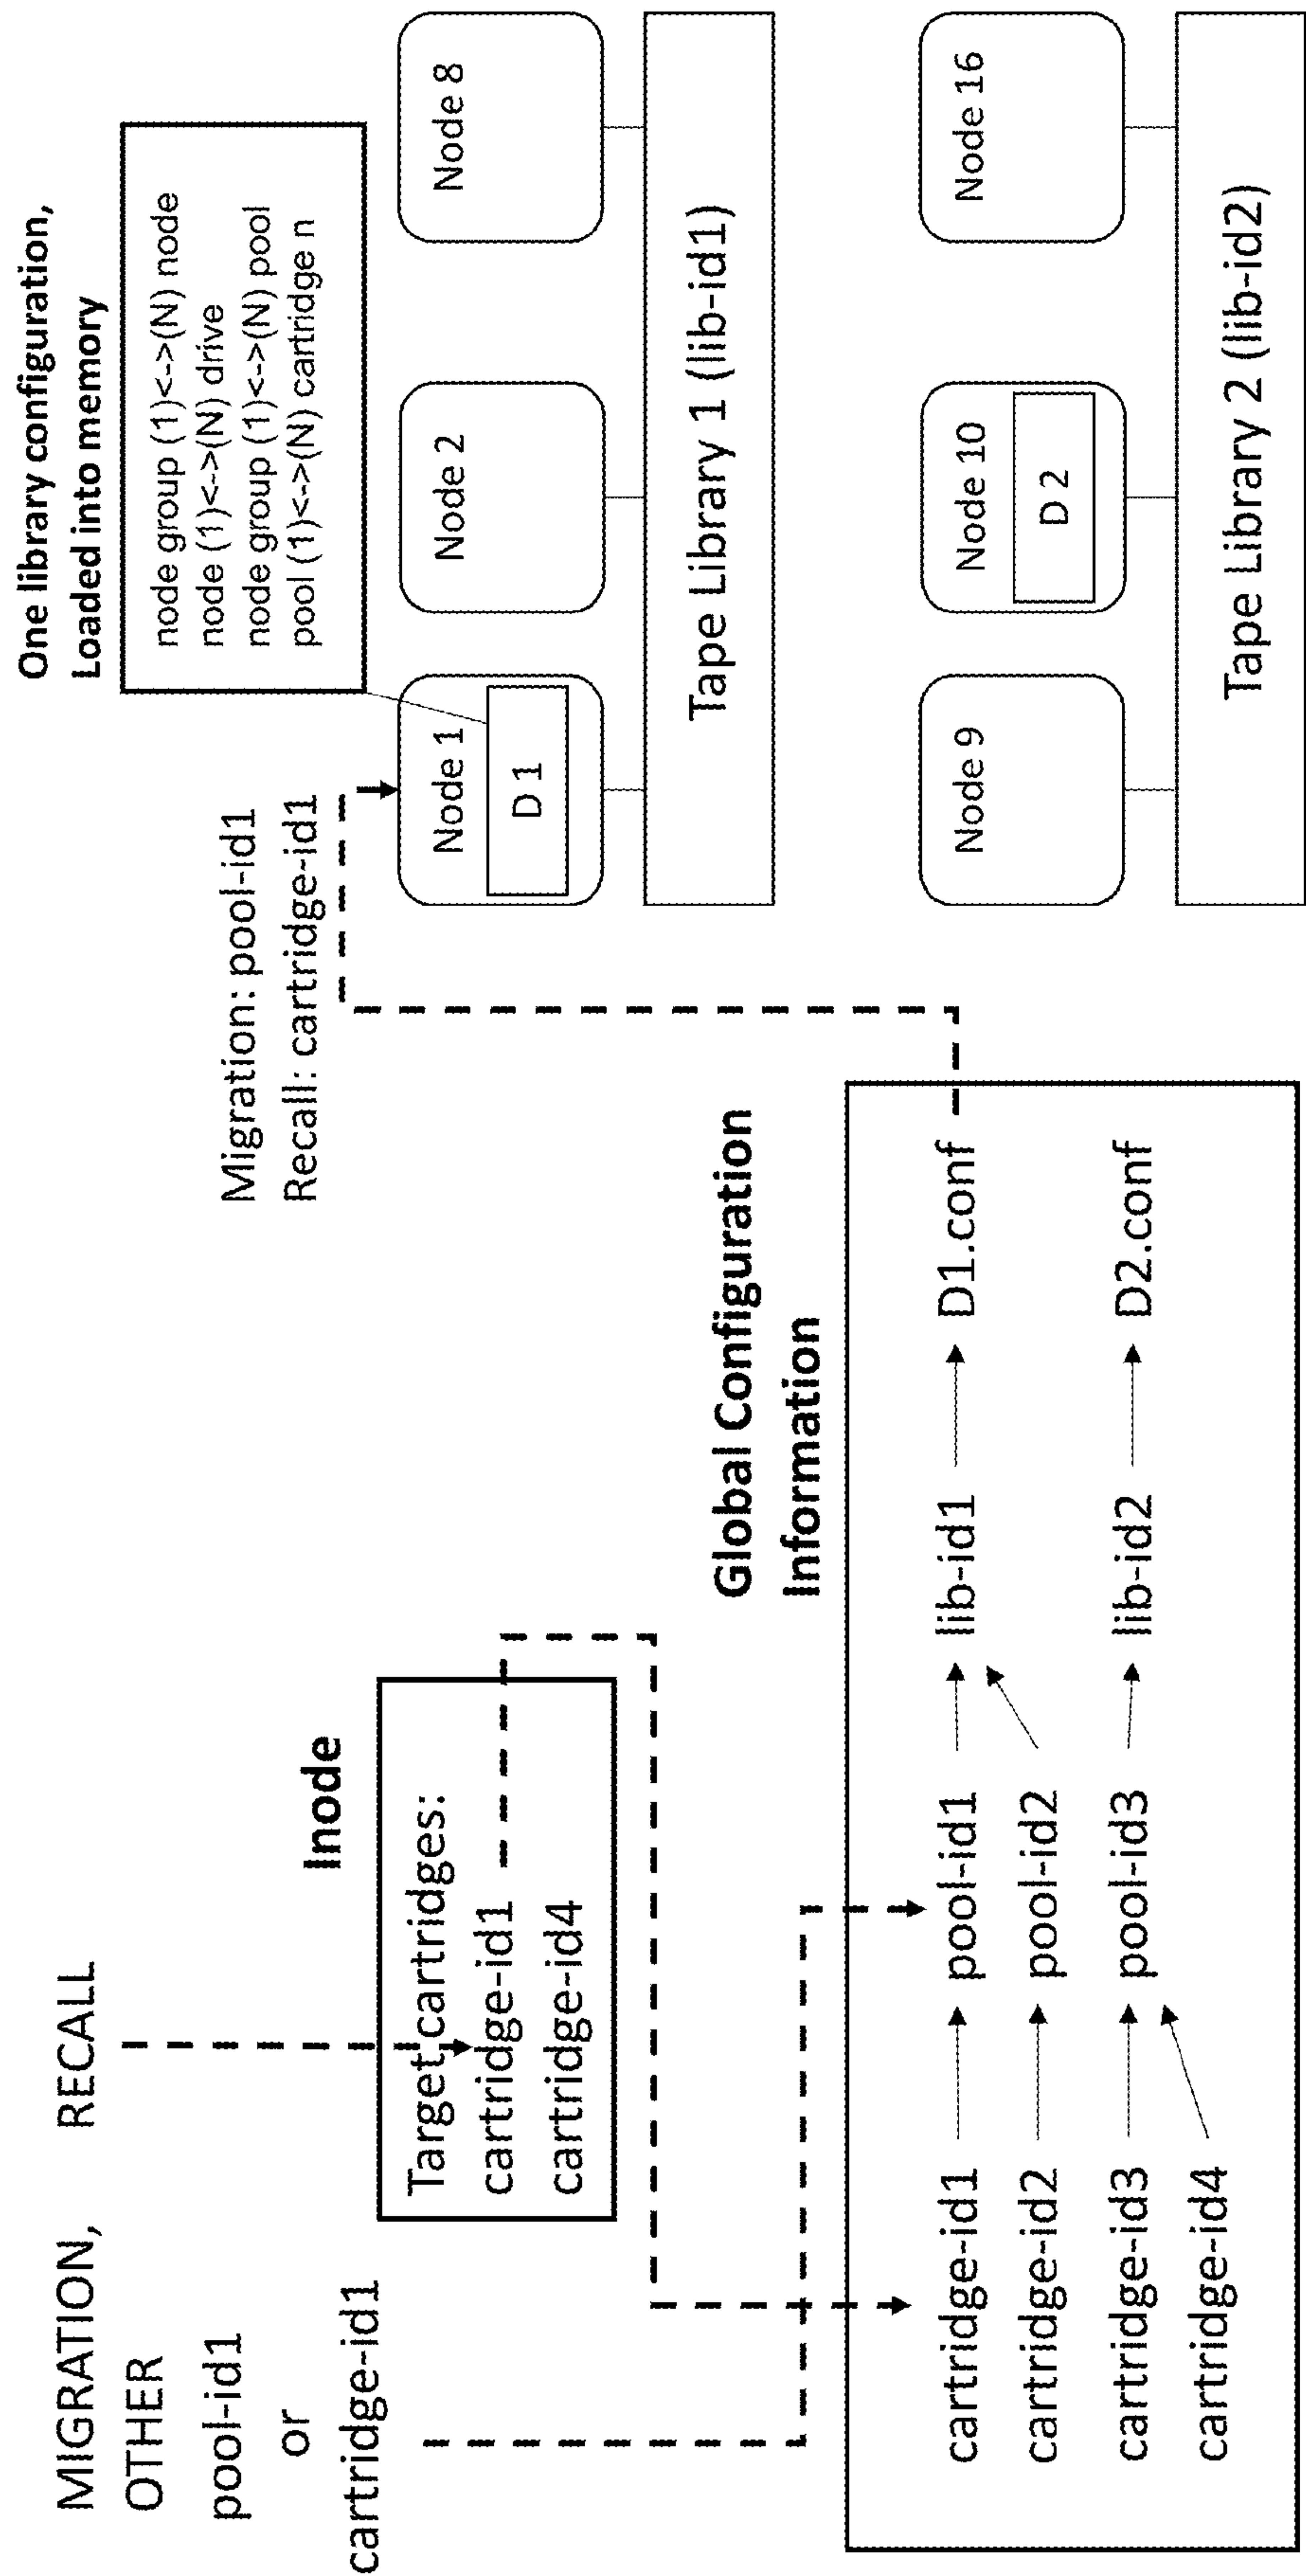 MIGRATION,
OTHER
pool-id1
or
cartridge-id1
RECALL
Inode
Target cartridges:
cartridge-id1
cartridge-id4
Global Configuration
Information
cartridge-id1
cartridge-id2
cartridge-id3
cartridge-id4
pool-id1
pool-id2
pool-id3
lib-id1
lib-id2
D1.conf
D2.conf
Migration: pool-id1
Recall: cartridge-id1
One library configuration,
Loaded into memory
node group (1)<->(N) node
node (1)<->(N) drive
node group (1)<->(N) pool
pool (1)<->(N) cartridge n
Node 1
D 1
Node 2
Node 8
Tape Library 1 (lib-id1)
Node 9
Node 10
D 2
Node 16
Tape Library 2 (lib-id2)